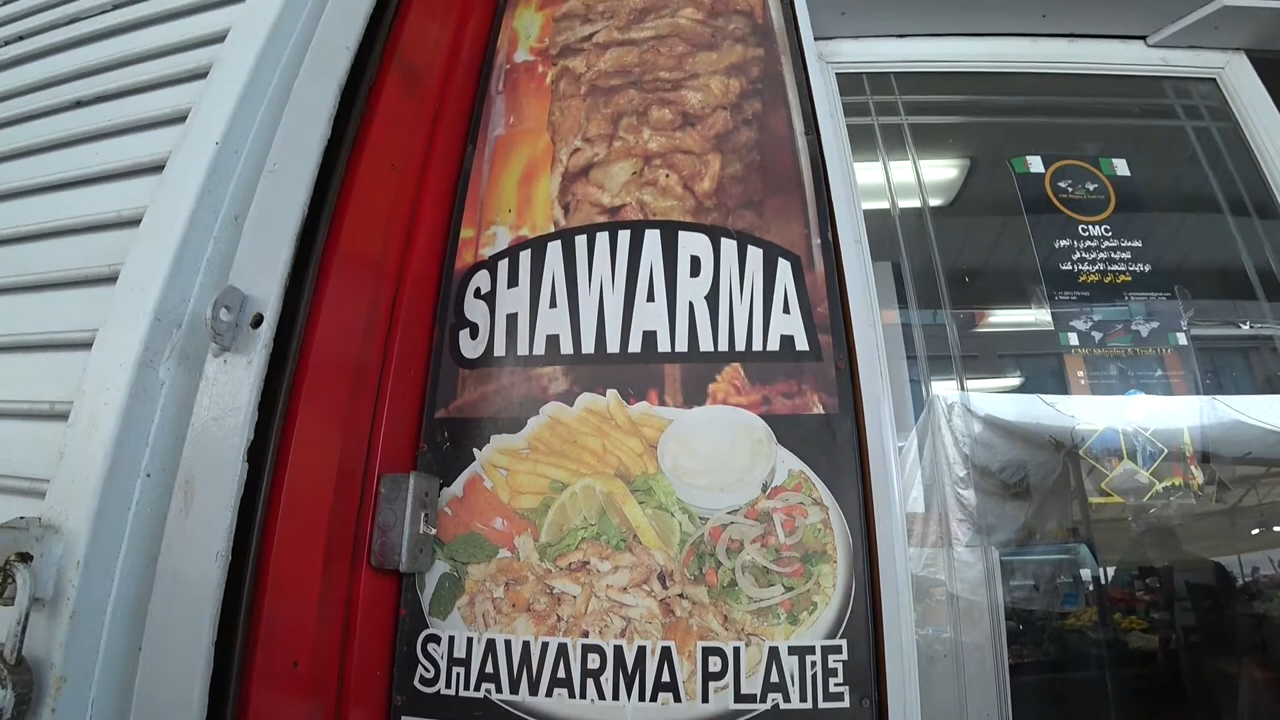 SHAWARMA
SHAWARMA PLATE
CMC
لخدمات الشحن البحري و الجوي
للجالية الجزائرية في
الولايات المتحدة الأمريكية و كندا
شحن إلى الجزائر
CMC Shipping & Trade LLC